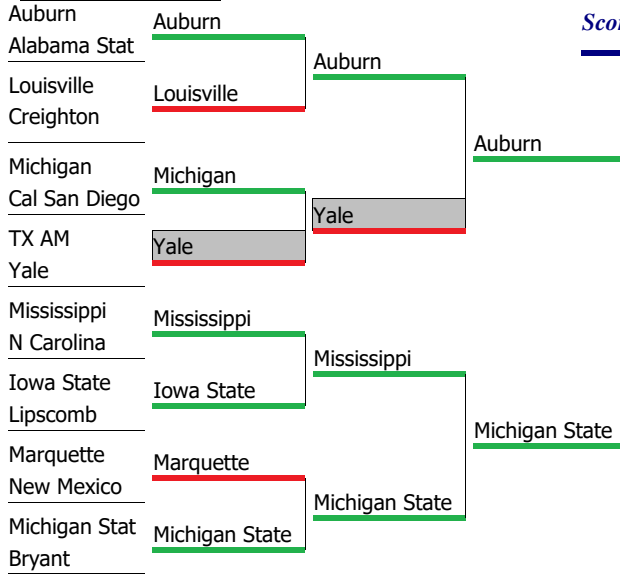 Auburn
Alabama Stat
Louisville
Creighton
Michigan
Cal San Diego
TX AM
Yale
Mississippi
N Carolina
Iowa State
Lipscomb
Marquette
New Mexico
Michigan Stat
Bryant
Auburn
Louisville
Michigan
Yale
Mississippi
Iowa State
Marquette
Michigan State
Auburn
Yale
Mississippi
Michigan State
Auburn
Michigan State